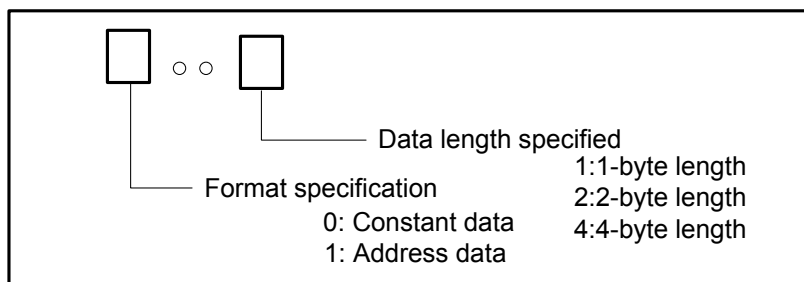 Data length specified
1:1-byte length
2:2-byte length
4:4-byte length
Format specification
0: Constant data
1: Address data